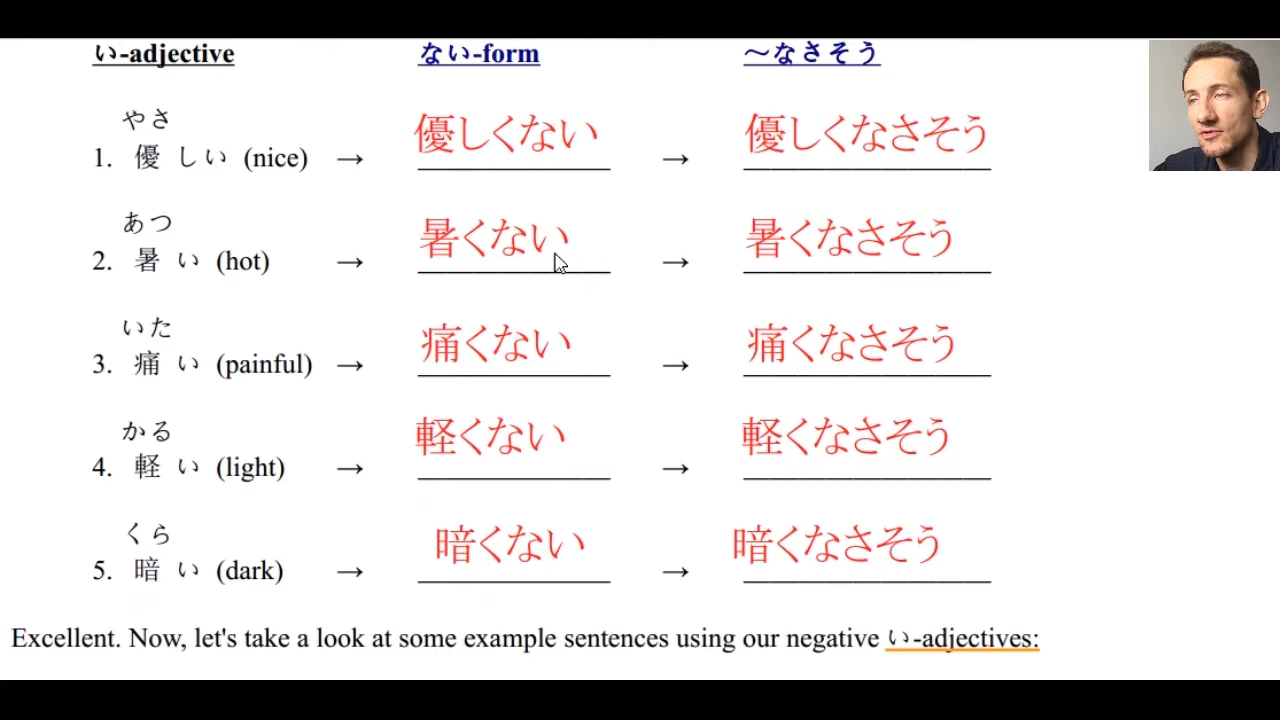 い-adjective ない-form ～なさそう
やさ
1. 優 しい (nice) → 優しくない → 優しくなさそう
あつ
2. 暑 い (hot) → 暑くない → 暑くなさそう
いた
3. 痛 い (painful) → 痛くない → 痛くなさそう
かる
4. 軽 い (light) → 軽くない → 軽くなさそう
くら
5. 暗 い (dark) → 暗くない → 暗くなさそう
Excellent. Now, let's take a look at some example sentences using our negative い-adjectives: